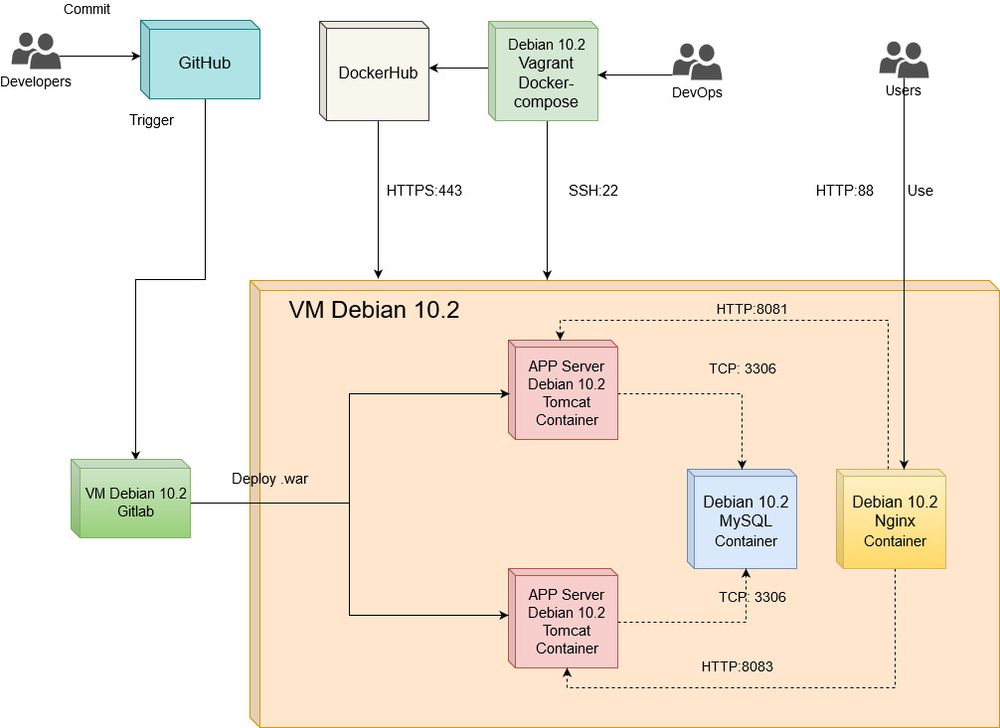 Commit
Developers
GitHub
Trigger
DockerHub
Debian 10.2
Vagrant
Docker-
compose
DevOps
Users
HTTPS:443
SSH:22
HTTP:88
Use
VM Debian 10.2
HTTP:8081
APP Server
Debian 10.2
Tomcat
Container
TCP: 3306
VM Debian 10.2
Gitlab
Deploy .war
Debian 10.2
MySQL
Container
Debian 10.2
Nginx
Container
APP Server
Debian 10.2
Tomcat
Container
TCP: 3306
HTTP:8083